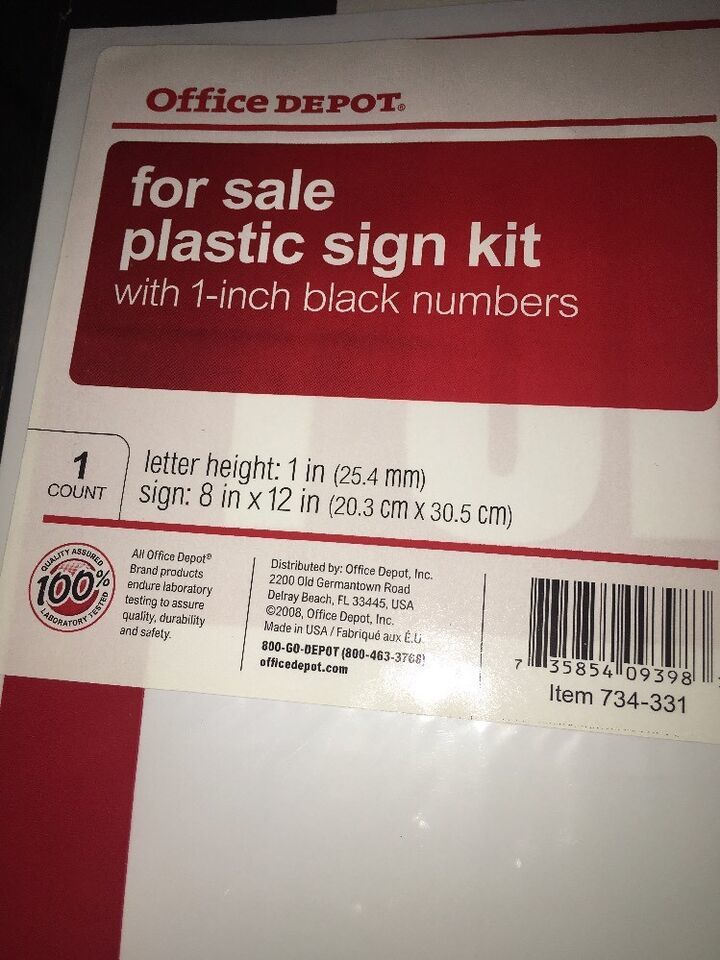 Office DEPOT®
for sale
plastic sign kit
with 1-inch black numbers
1
COUNT
letter height: 1 in (25.4 mm)
sign: 8 in x 12 in (20.3 cm x 30.5 cm)
QUALITY ASSURED
100%
LABORATORY TESTED
All Office Depot®
Brand products
endure laboratory
testing to assure
quality, durability
and safety.
Distributed by: Office Depot, Inc.
2200 Old Germantown Road
Delray Beach, FL 33445, USA
©2008, Office Depot, Inc.
Made in USA / Fabriqué aux É.U.
800-GO-DEPOT (800-463-3768)
officedepot.com
7 35854 09398
Item 734-331